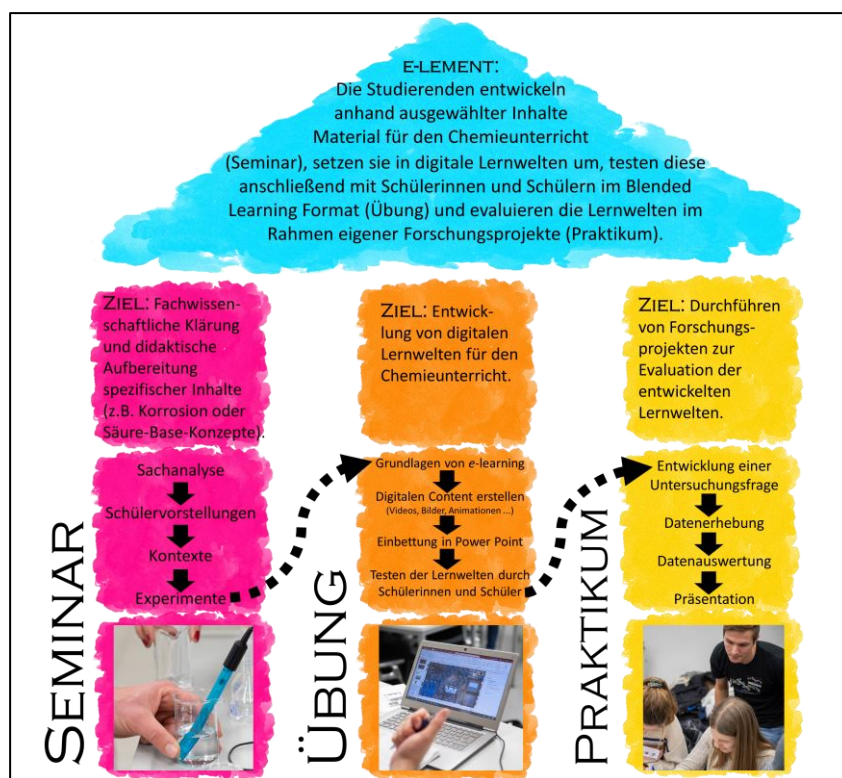 E-LEMENT:
Die Studierenden entwickeln
anhand ausgewählter Inhalte
Material für den Chemieunterricht
(Seminar), setzen sie in digitale Lernwelten um, testen diese
anschließend mit Schülerinnen und Schülern im Blended
Learning Format (Übung) und evaluieren die Lernwelten im
Rahmen eigener Forschungsprojekte (Praktikum).
SEMINAR
ZIEL: Fachwissen-
schaftliche Klärung
und didaktische
Aufbereitung
spezifischer Inhalte
(z.B. Korrosion oder
Säure-Base-Konzepte).
Sachanalyse
Schülervorstellungen
Kontexte
Experimente
ÜBUNG
ZIEL: Entwick-
lung von digitalen
Lernwelten für den
Chemieunterricht.
Grundlagen von e-learning
Digitalen Content erstellen
(Videos, Bilder, Animationen ...)
Einbettung in Power Point
Testen der Lernwelten durch
Schülerinnen und Schüler
PRAKTIKUM
ZIEL: Durchführen
von Forschungs-
projekten zur
Evaluation der
entwickelten
Lernwelten.
Entwicklung einer
Untersuchungsfrage
Datenerhebung
Datenauswertung
Präsentation